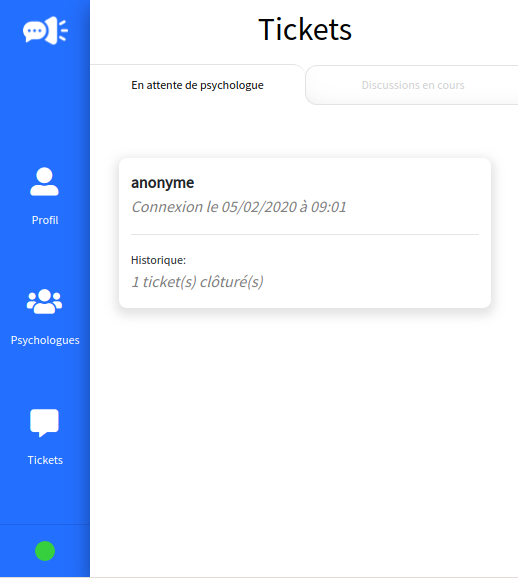 Tickets
En attente de psychologue
Discussions en cours
anonyme
Connexion le 05/02/2020 à 09:01
Historique:
1 ticket(s) clôturé(s)
Profil
Psychologues
Tickets